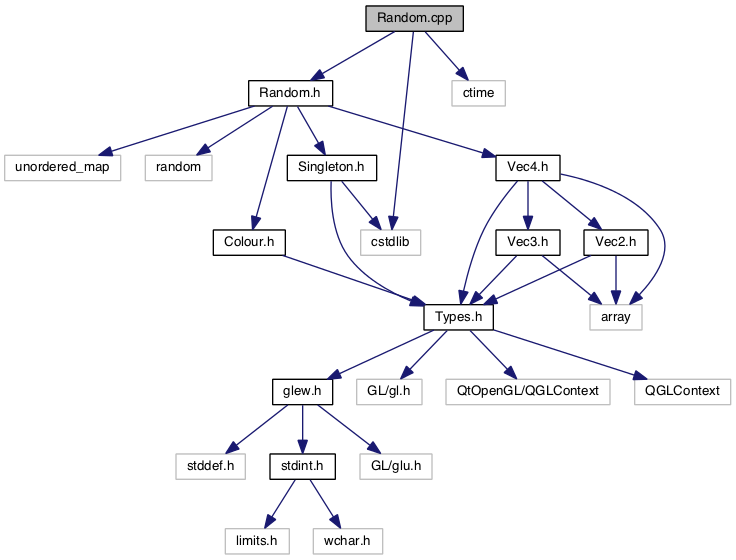 Random.cpp
Random.h
ctime
unordered_map
random
Singleton.h
Vec4.h
Colour.h
cstdlib
Vec3.h
Vec2.h
Types.h
array
glew.h
GL/gl.h
QtOpenGL/QGLContext
QGLContext
stddef.h
stdint.h
GL/glu.h
limits.h
wchar.h